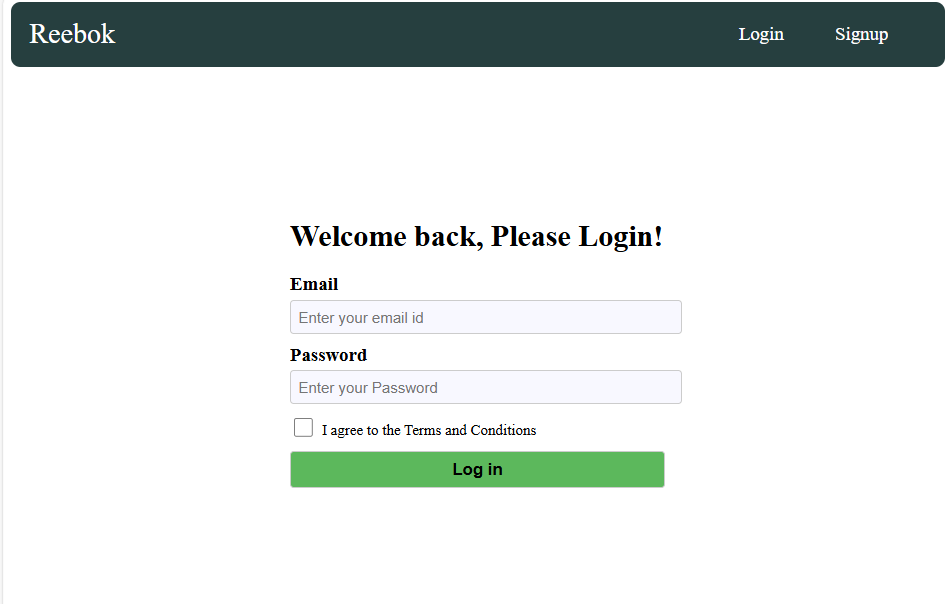 Reebok Login Signup
Welcome back, Please Login!
Email
Enter your email id
Password
Enter your Password
I agree to the Terms and Conditions
Log in